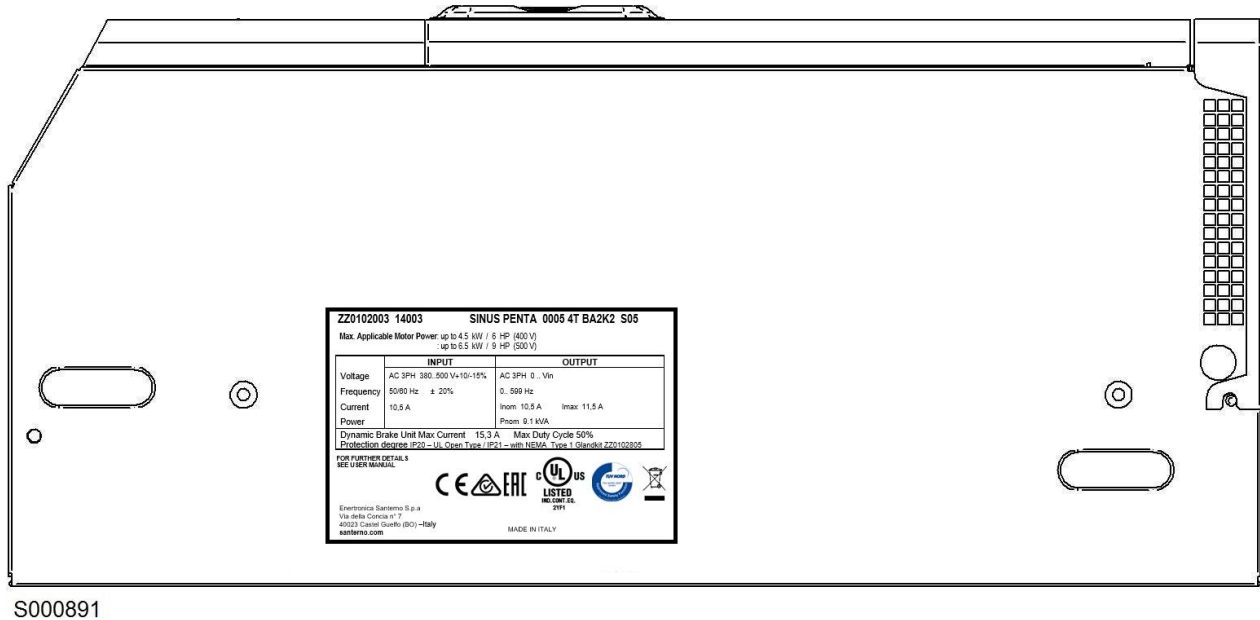 ZZ0102003 14003 SINUS PENTA 0005 4T BA2K2 S05
Max. Applicable Motor Power: up to 4.5 kW / 6 HP (400 V)
: up to 6.5 kW / 9 HP (500 V)
INPUT OUTPUT
Voltage AC 3PH 380..500 V+10/-15% AC 3PH 0 .. Vin
Frequency 50/60 Hz ± 20% 0.. 599 Hz
Current 10,5 A Inom 10,5 A Imax 11,5 A
Power Pnom 9.1 kVA
Dynamic Brake Unit Max Current 15,3 A Max Duty Cycle 50%
Protection degree IP20 – UL Open Type / IP21 – with NEMA Type 1 Glandkit ZZ0102805
FOR FURTHER DETAILS
SEE USER MANUAL
CE EAC C UL US
LISTED
IND.CONT.EQ.
2YF1
TÜV NORD
Enertronica Santerno S.p.a
Via della Concia n° 7
40023 Castel Guelfo (BO) –Italy
santerno.com
MADE IN ITALY
S000891